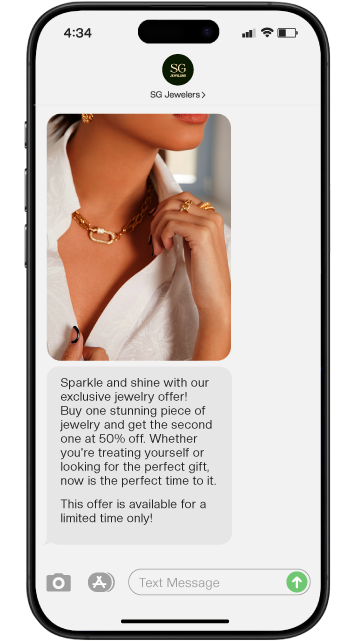 4:34
SG
JEWELERS
SG Jewelers
Sparkle and shine with our
exclusive jewelry offer!
Buy one stunning piece of
jewelry and get the second
one at 50% off. Whether
you're treating yourself or
looking for the perfect gift,
now is the perfect time to it.
This offer is available for a
limited time only!
Text Message